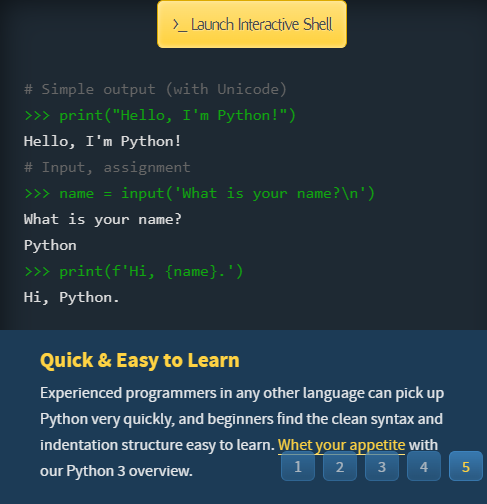 >_ Launch Interactive Shell
# Simple output (with Unicode)
>>> print("Hello, I'm Python!")
Hello, I'm Python!
# Input, assignment
>>> name = input('What is your name?\n')
What is your name?
Python
>>> print(f'Hi, {name}.')
Hi, Python.
Quick & Easy to Learn
Experienced programmers in any other language can pick up
Python very quickly, and beginners find the clean syntax and
indentation structure easy to learn. Whet your appetite with
our Python 3 overview.
1 2 3 4 5